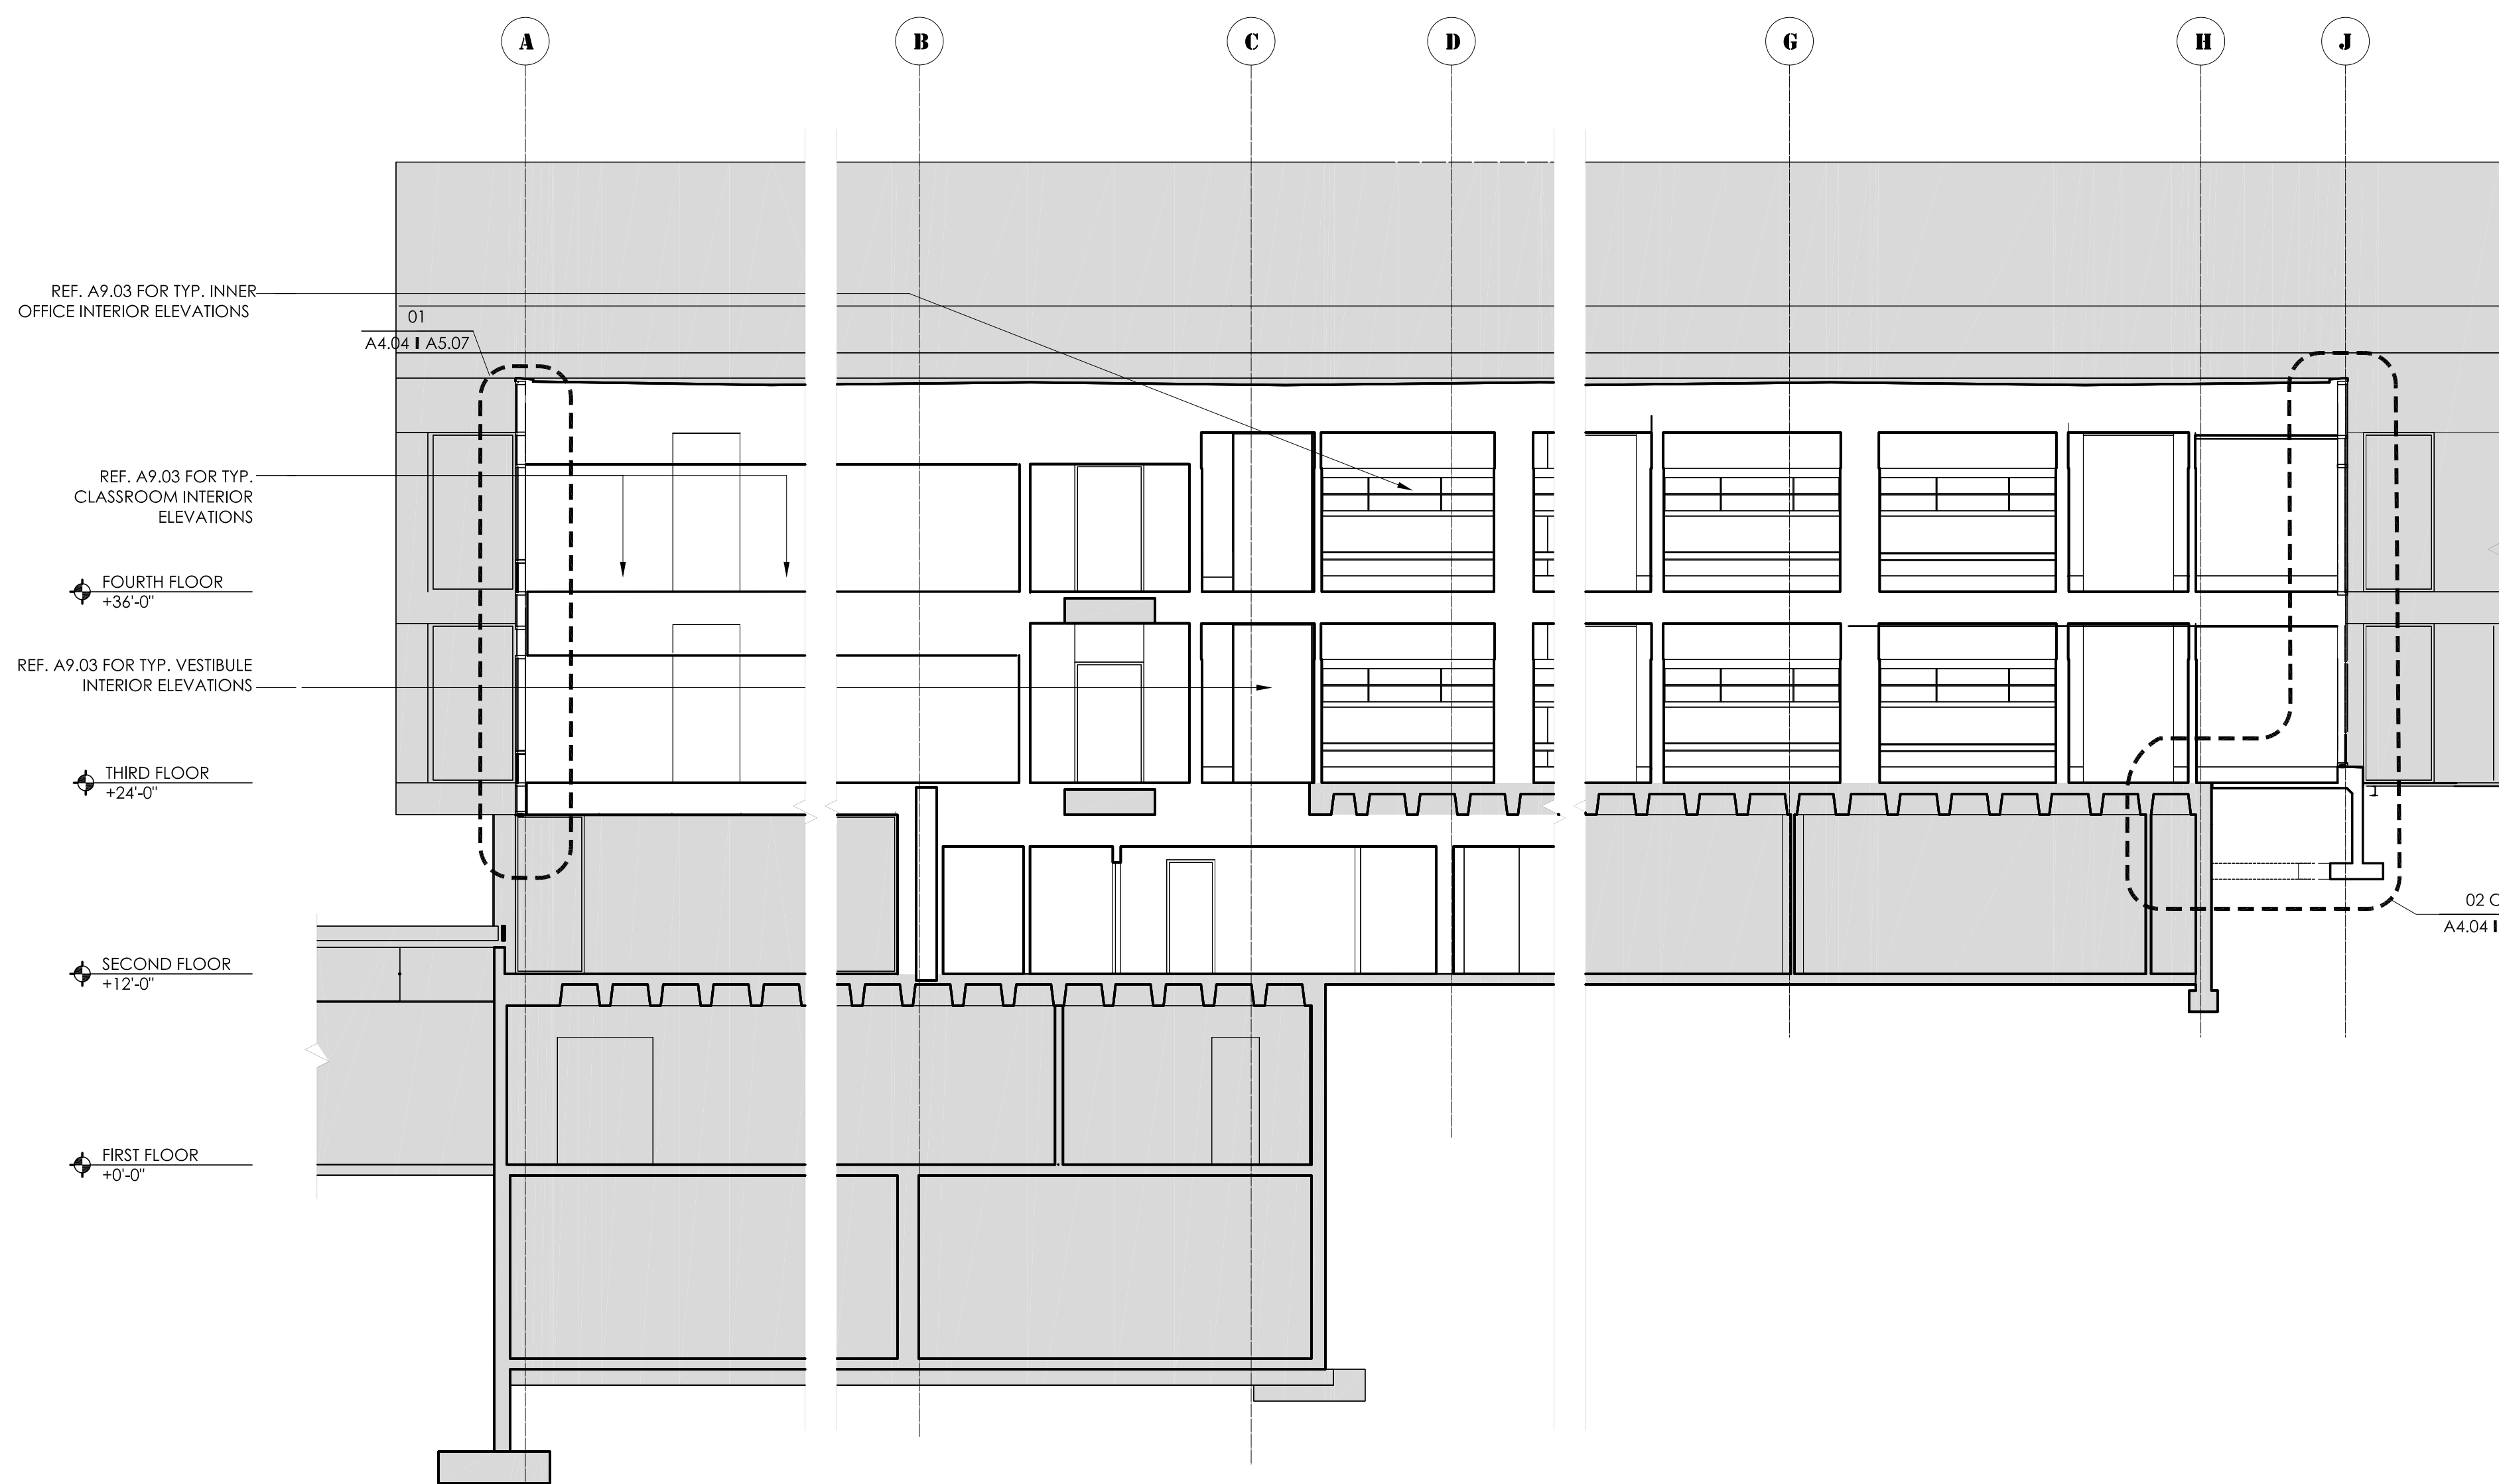 A
B
C
D
G
H
J
REF. A9.03 FOR TYP. INNER
OFFICE INTERIOR ELEVATIONS
01
A4.04 A5.07
REF. A9.03 FOR TYP.
CLASSROOM INTERIOR
ELEVATIONS
FOURTH FLOOR
+36'-0"
REF. A9.03 FOR TYP. VESTIBULE
INTERIOR ELEVATIONS
THIRD FLOOR
+24'-0"
02
A4.04
SECOND FLOOR
+12'-0"
FIRST FLOOR
+0'-0"